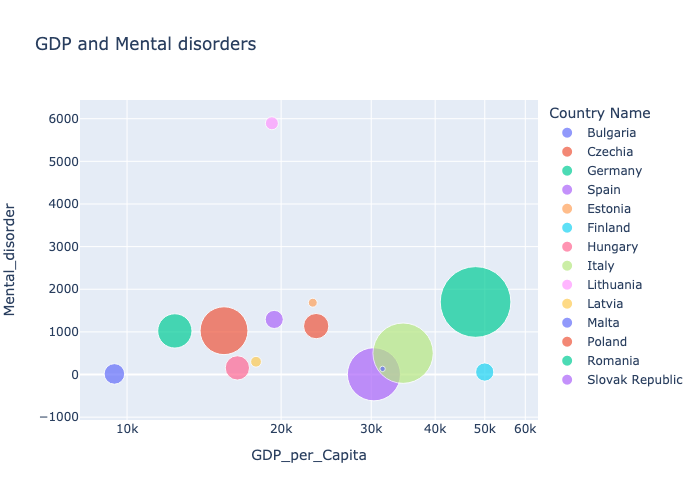 GDP and Mental disorders
Mental_disorder
6000
5000
4000
3000
2000
1000
0
−1000
10k
20k
30k
40k
50k
60k
GDP_per_Capita
Country Name
Bulgaria
Czechia
Germany
Spain
Estonia
Finland
Hungary
Italy
Lithuania
Latvia
Malta
Poland
Romania
Slovak Republic